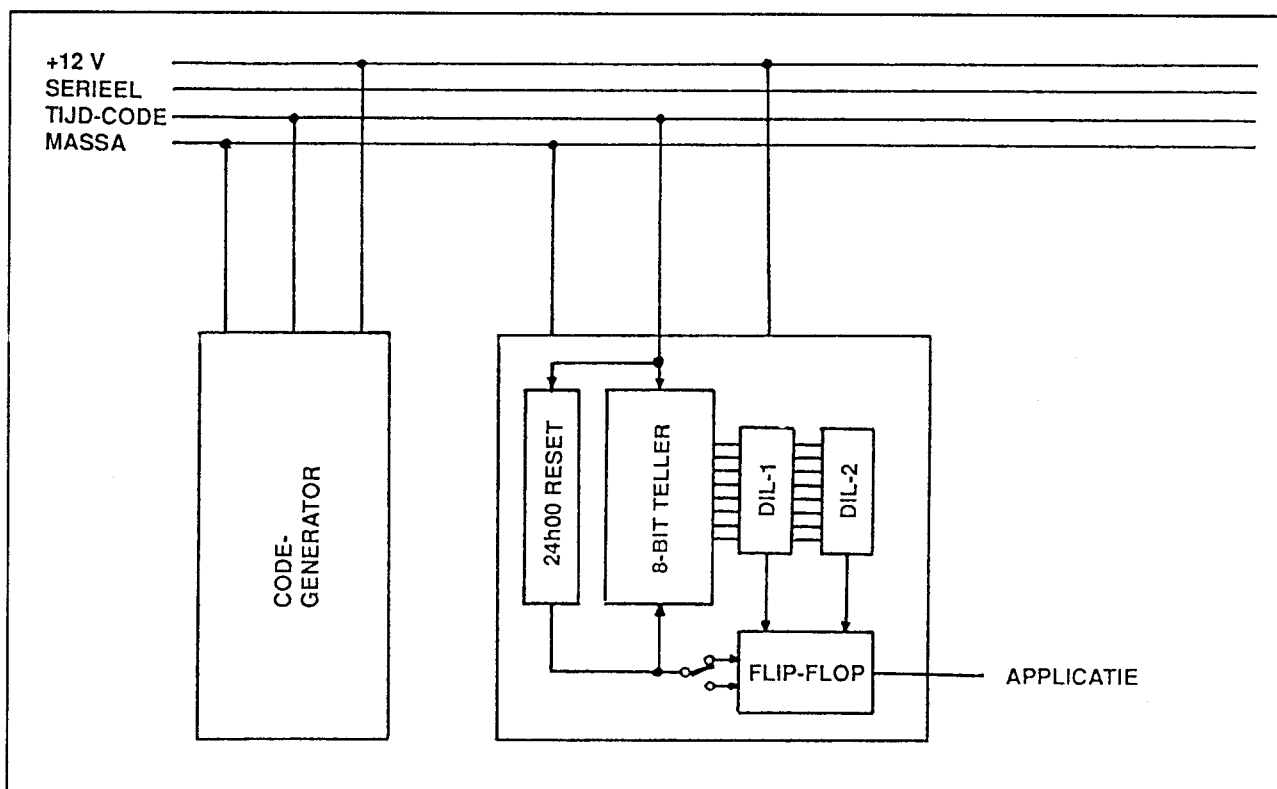 +12 V
SERIEEL
TIJD-CODE
MASSA
CODE-
GENERATOR
24h00 RESET
8-BIT TELLER
DIL-1
DIL-2
FLIP-FLOP
APPLICATIE